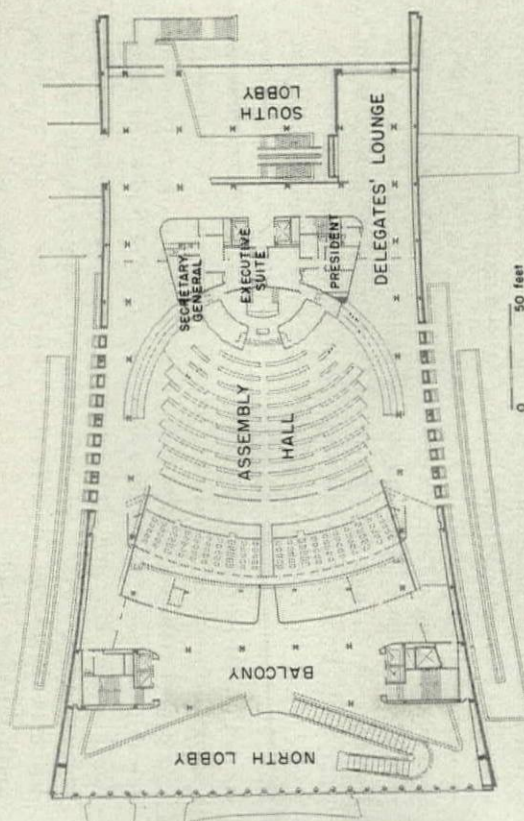 SOUTH
LOBBY
DELEGATES' LOUNGE
SECRETARY
GENERAL
EXECUTIVE
SUITE
PRESIDENT
ASSEMBLY
HALL
BALCONY
NORTH LOBBY
0 50 feet